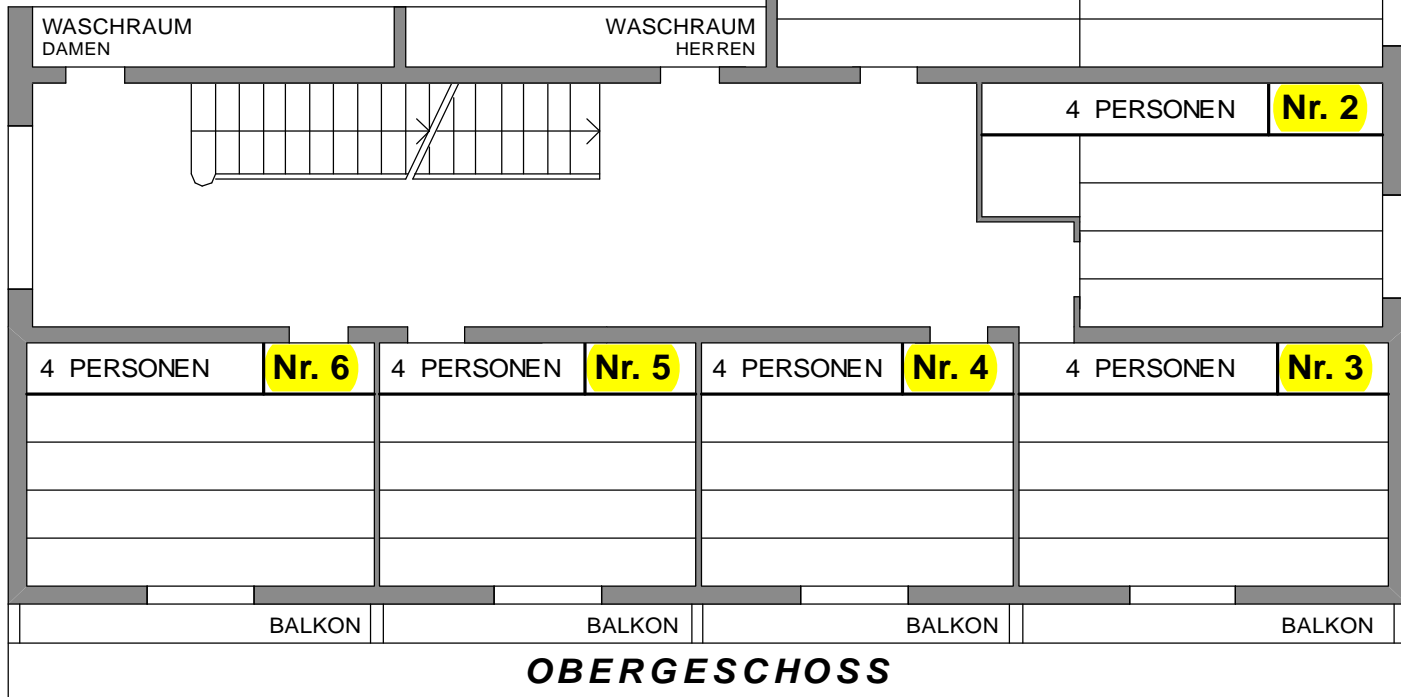 WASCHRAUM
DAMEN
WASCHRAUM
HERREN
4 PERSONEN Nr. 2
4 PERSONEN Nr. 6
4 PERSONEN Nr. 5
4 PERSONEN Nr. 4
4 PERSONEN Nr. 3
BALKON
BALKON
BALKON
BALKON
OBERGESCHOSS